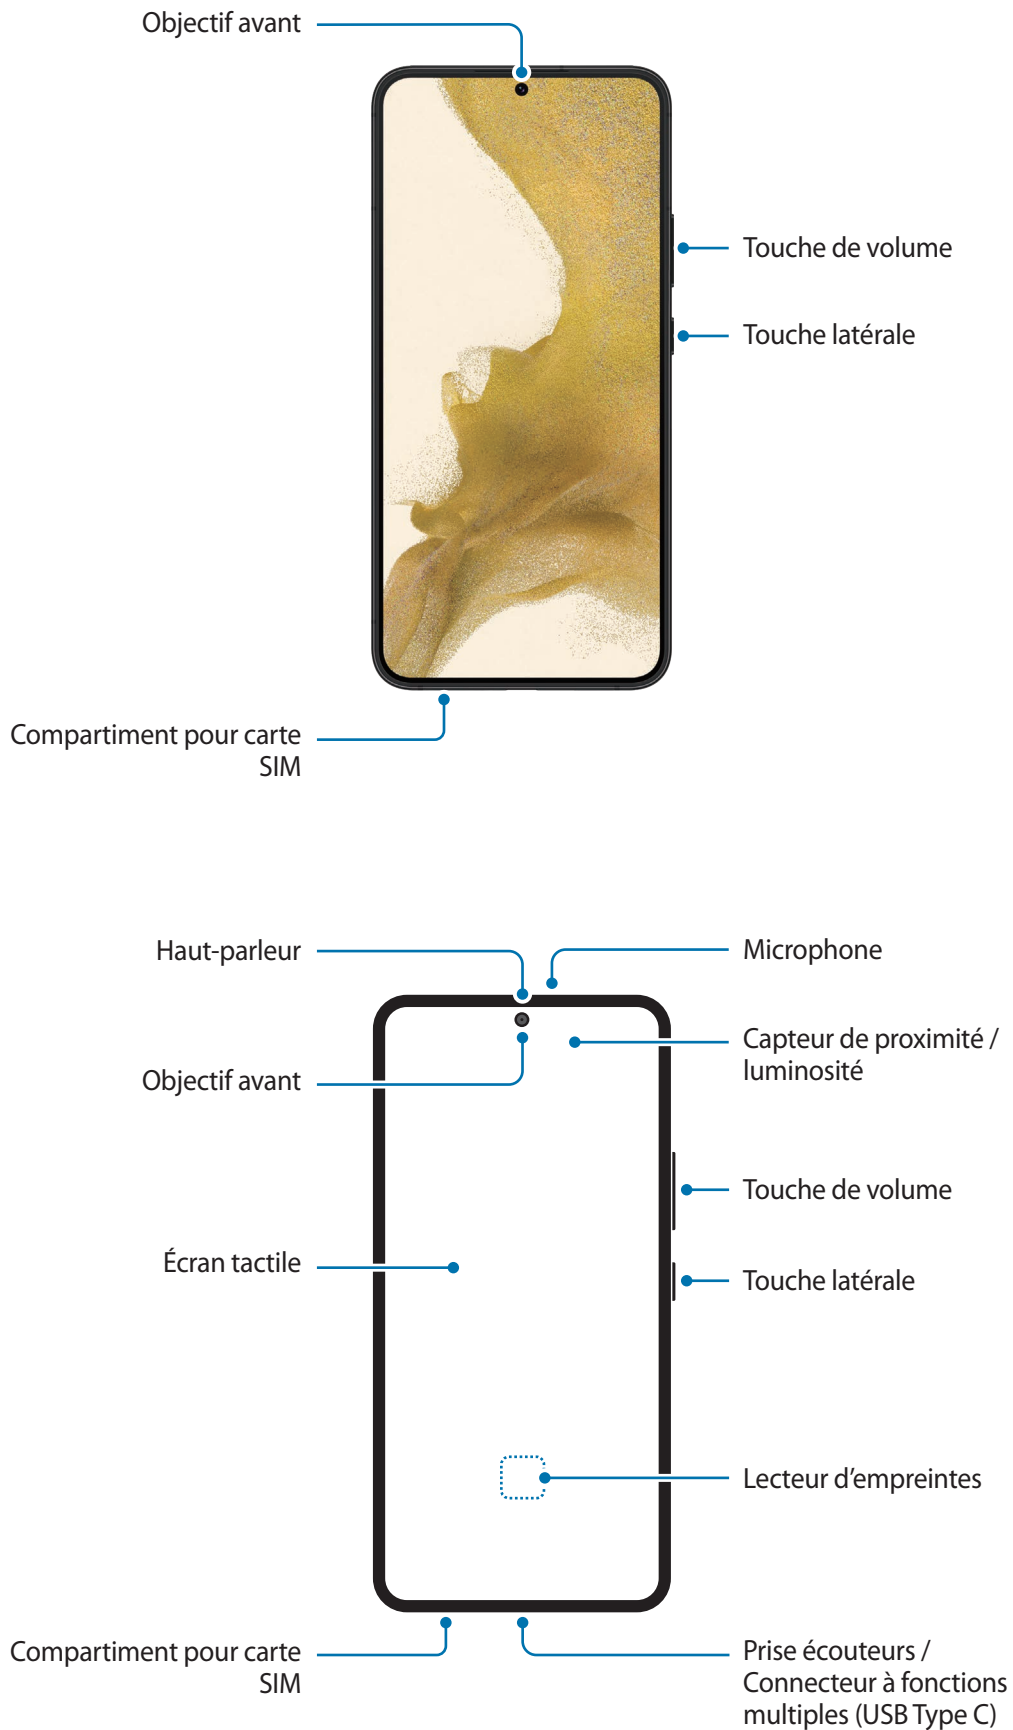 Objectif avant
Touche de volume
Touche latérale
Compartiment pour carte
SIM
Haut-parleur
Microphone
Capteur de proximité /
luminosité
Objectif avant
Touche de volume
Écran tactile
Touche latérale
Lecteur d’empreintes
Compartiment pour carte
SIM
Prise écouteurs /
Connecteur à fonctions
multiples (USB Type C)